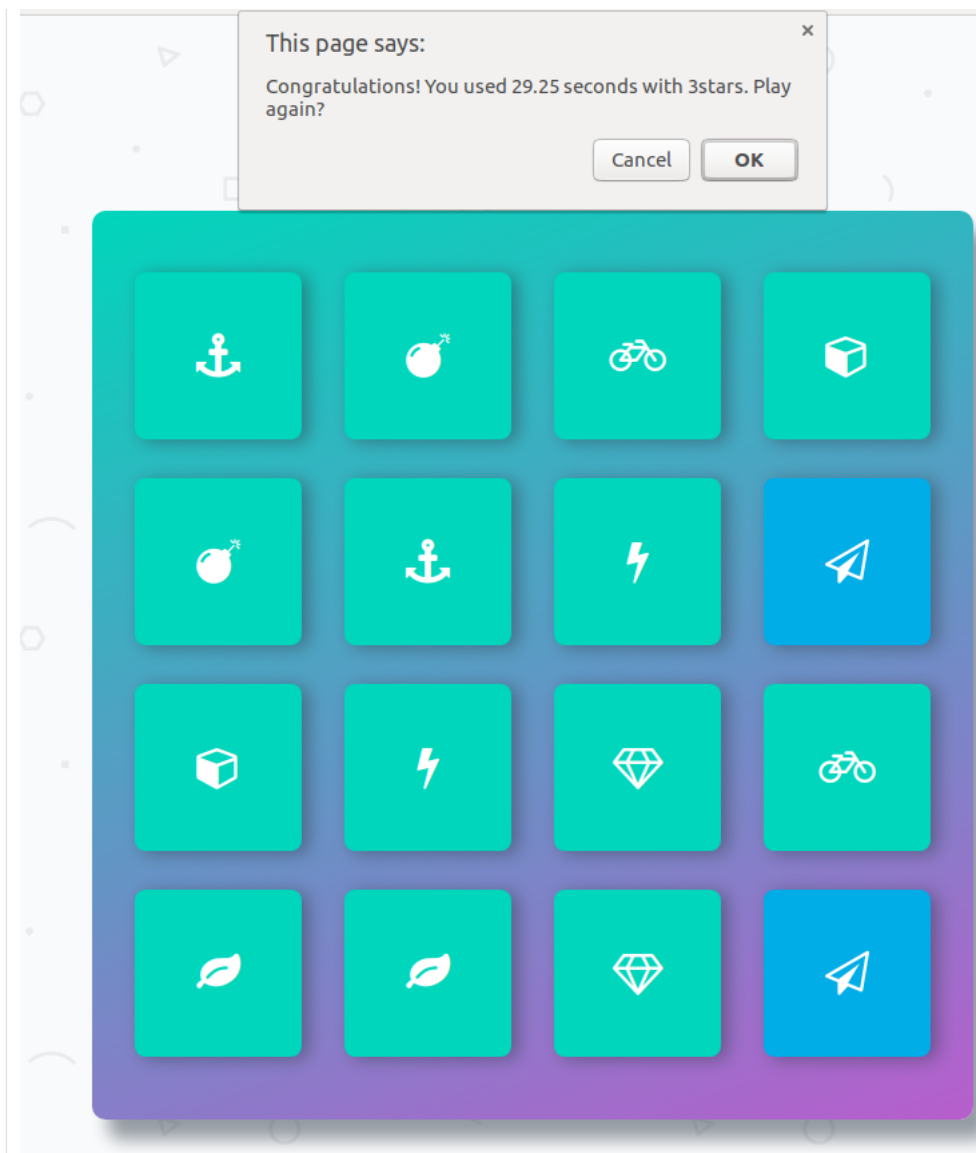 This page says:
Congratulations! You used 29.25 seconds with 3stars. Play
again?
Cancel OK